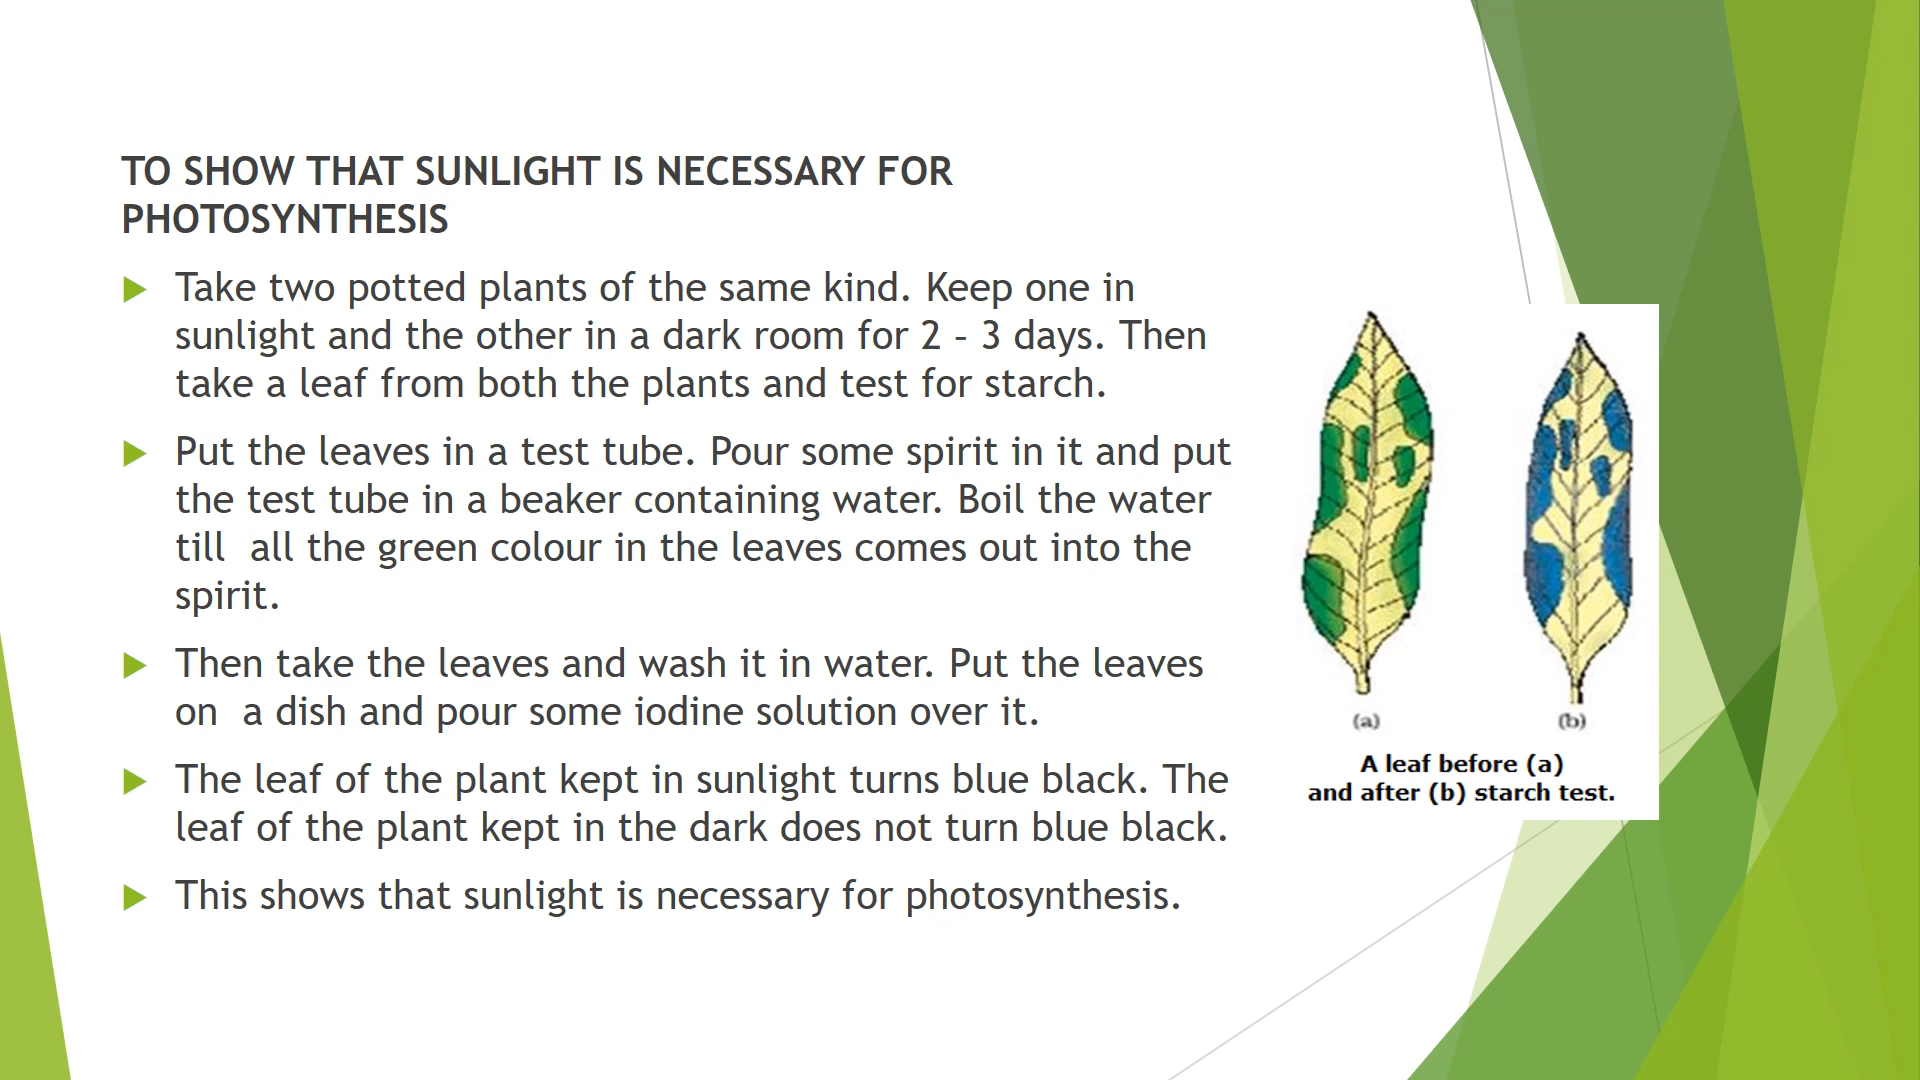 TO SHOW THAT SUNLIGHT IS NECESSARY FOR
PHOTOSYNTHESIS
Take two potted plants of the same kind. Keep one in
sunlight and the other in a dark room for 2 – 3 days. Then
take a leaf from both the plants and test for starch.
Put the leaves in a test tube. Pour some spirit in it and put
the test tube in a beaker containing water. Boil the water
till  all the green colour in the leaves comes out into the
spirit.
Then take the leaves and wash it in water. Put the leaves
on  a dish and pour some iodine solution over it.
The leaf of the plant kept in sunlight turns blue black. The
leaf of the plant kept in the dark does not turn blue black.
This shows that sunlight is necessary for photosynthesis.
(a) (b)
A leaf before (a)
and after (b) starch test.